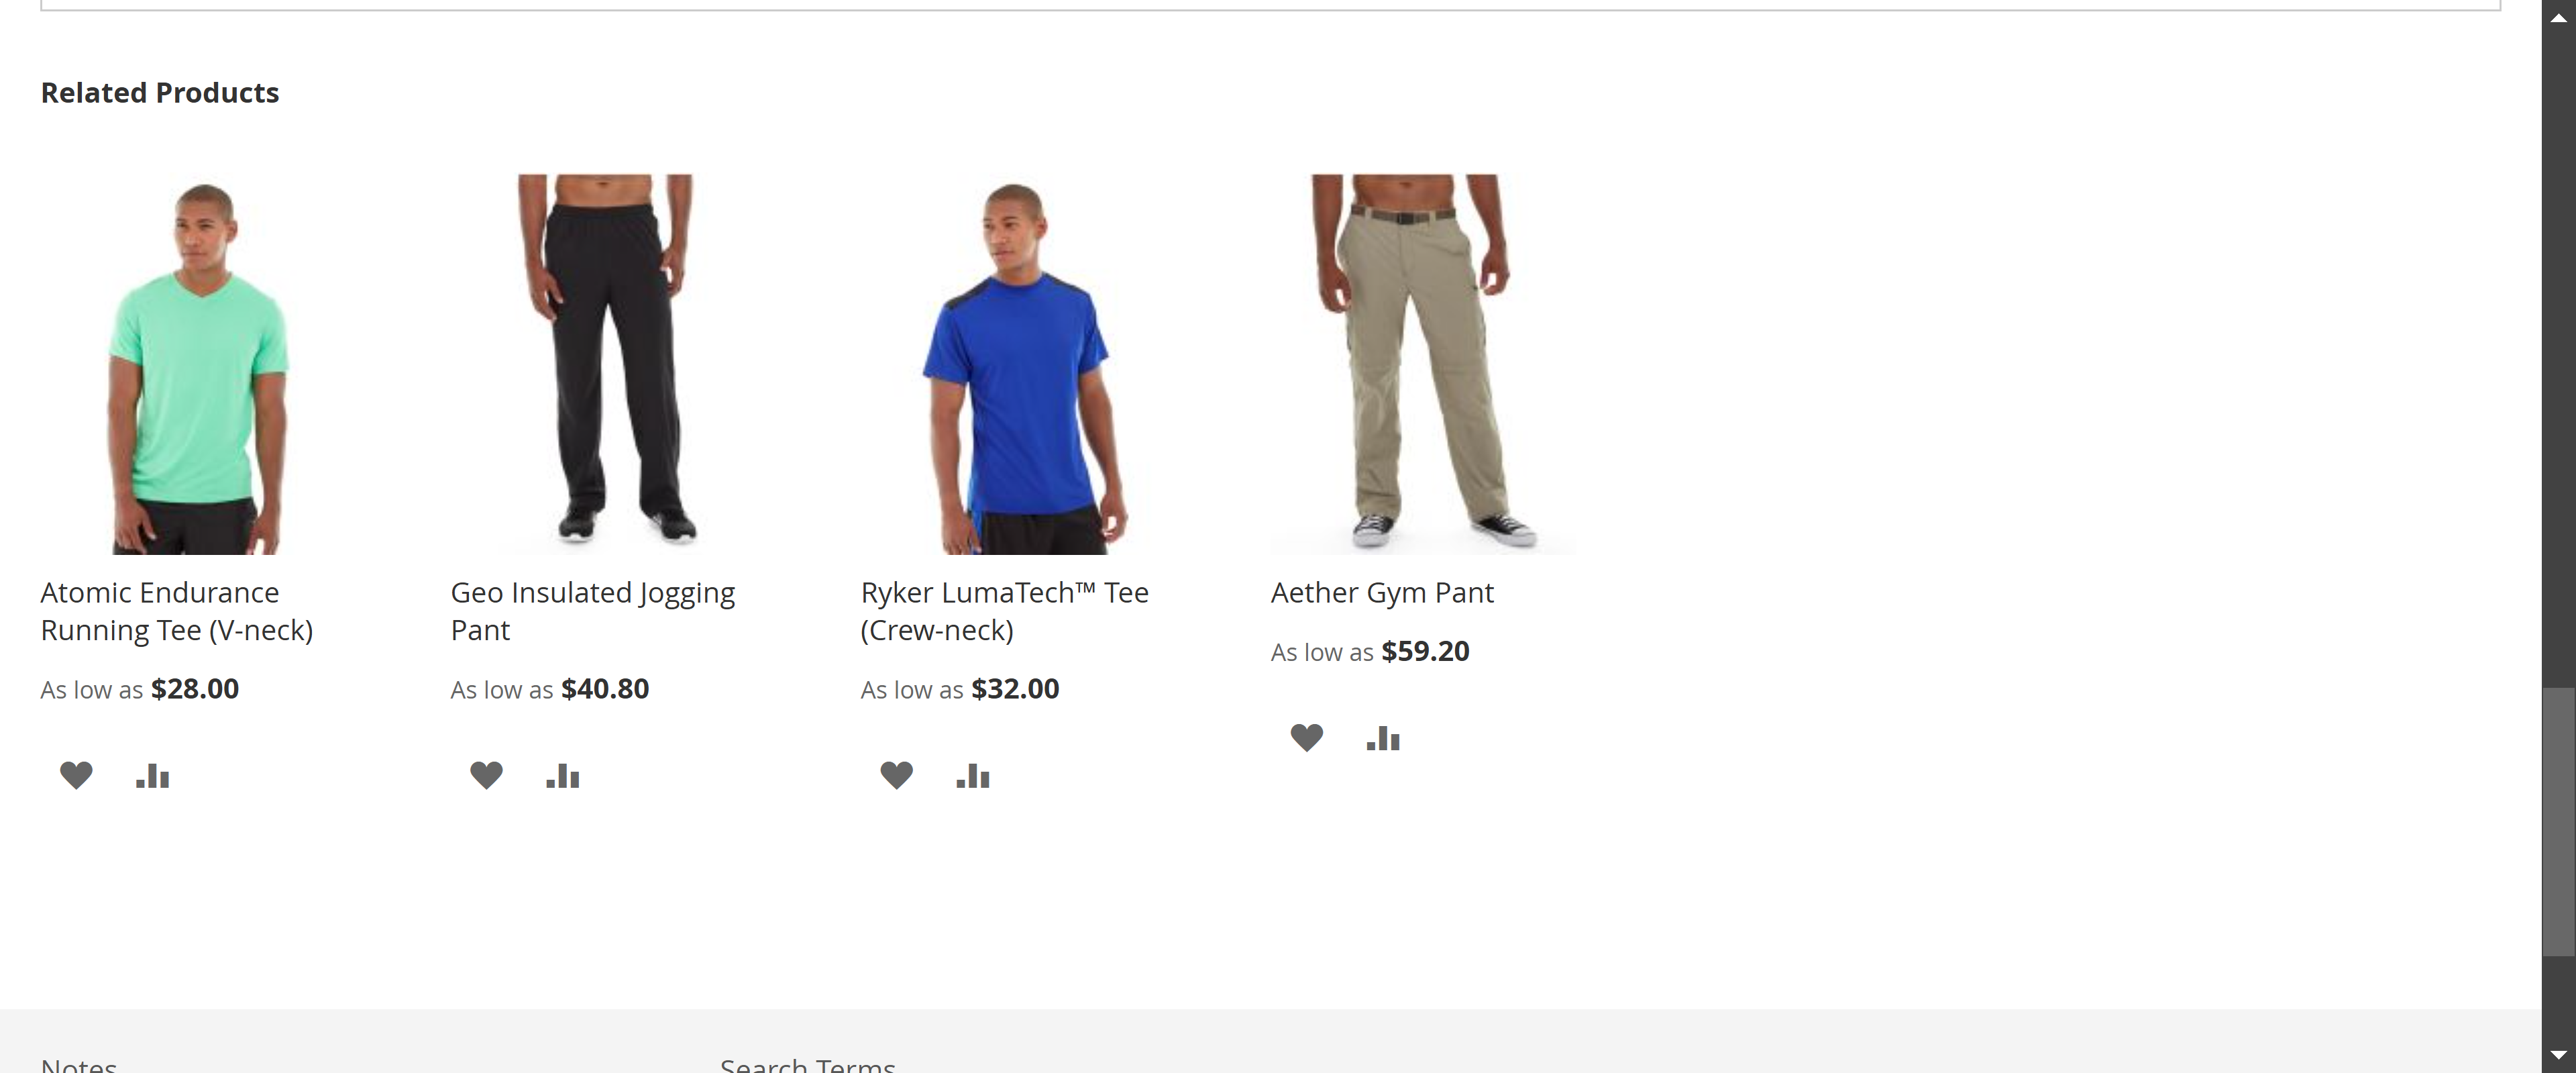 Related Products
Atomic Endurance
Running Tee (V-neck)
As low as $28.00
Geo Insulated Jogging
Pant
As low as $40.80
Ryker LumaTech™ Tee
(Crew-neck)
As low as $32.00
Aether Gym Pant
As low as $59.20
Notes
Search Terms